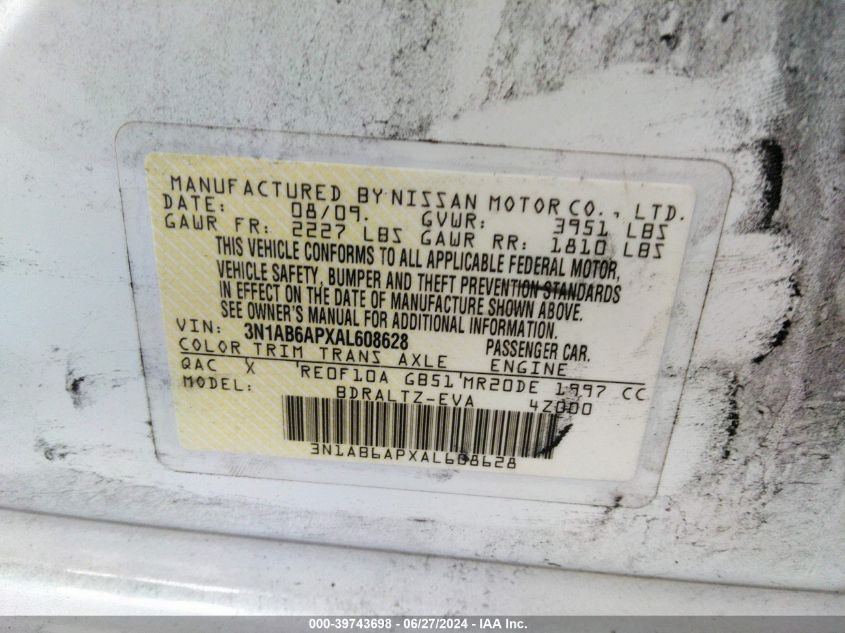 MANUFACTURED BY NISSAN MOTOR CO., LTD.
DATE: 08/09. GVWR: 3951 LBS
GAWR FR: 2227 LBS GAWR RR: 1810 LBS
THIS VEHICLE CONFORMS TO ALL APPLICABLE FEDERAL MOTOR
VEHICLE SAFETY, BUMPER AND THEFT PREVENTION STANDARDS
IN EFFECT ON THE DATE OF MANUFACTURE SHOWN ABOVE.
SEE OWNER'S MANUAL FOR ADDITIONAL INFORMATION.
VIN: 3N1AB6APXAL608628 PASSENGER CAR.
COLOR TRIM TRANS AXLE ENGINE
QAC X 'RE0F10A GB51'MR20DE 1997 CC
MODEL: BDRALTZ-EVA 4Z000
3N1AB6APXAL608628
000-39743698 - 06/27/2024 - IAA Inc.